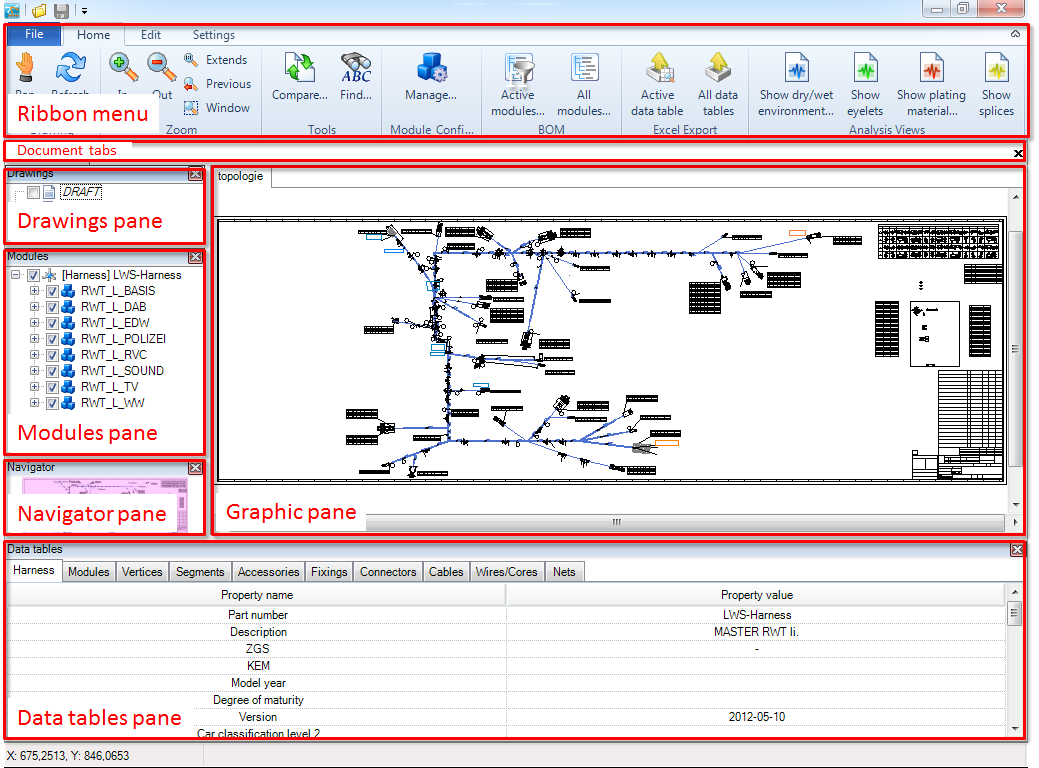 File Home Edit Settings
Extends
Previous
Out
Window
Refresh
Compare...
Find...
ABC
Manage...
Active modules...
All modules...
Active data table
All data tables
Show dry/wet environment...
Show eyelets
Show plating material...
Show splices
Ribbon menu
Zoom Tools Module Confi... BOM Excel Export Analysis Views
Document tabs
Drawings
DRAFT
Drawings pane
topologie
Modules
[Harness] LWS-Harness
RWT_L_BASIS
RWT_L_DAB
RWT_L_EDW
RWT_L_POLIZEI
RWT_L_RVC
RWT_L_SOUND
RWT_L_TV
RWT_L_WW
Modules pane
Navigator
Navigator pane
Graphic pane
Data tables
Harness Modules Vertices Segments Accessories Fixings Connectors Cables Wires/Cores Nets
Property name Property value
Part number LWS-Harness
Description MASTER RWT li.
ZGS -
KEM
Model year
Degree of maturity
Version 2012-05-10
Car classification level 2
Data tables pane
X: 675,2513, Y: 846,0653